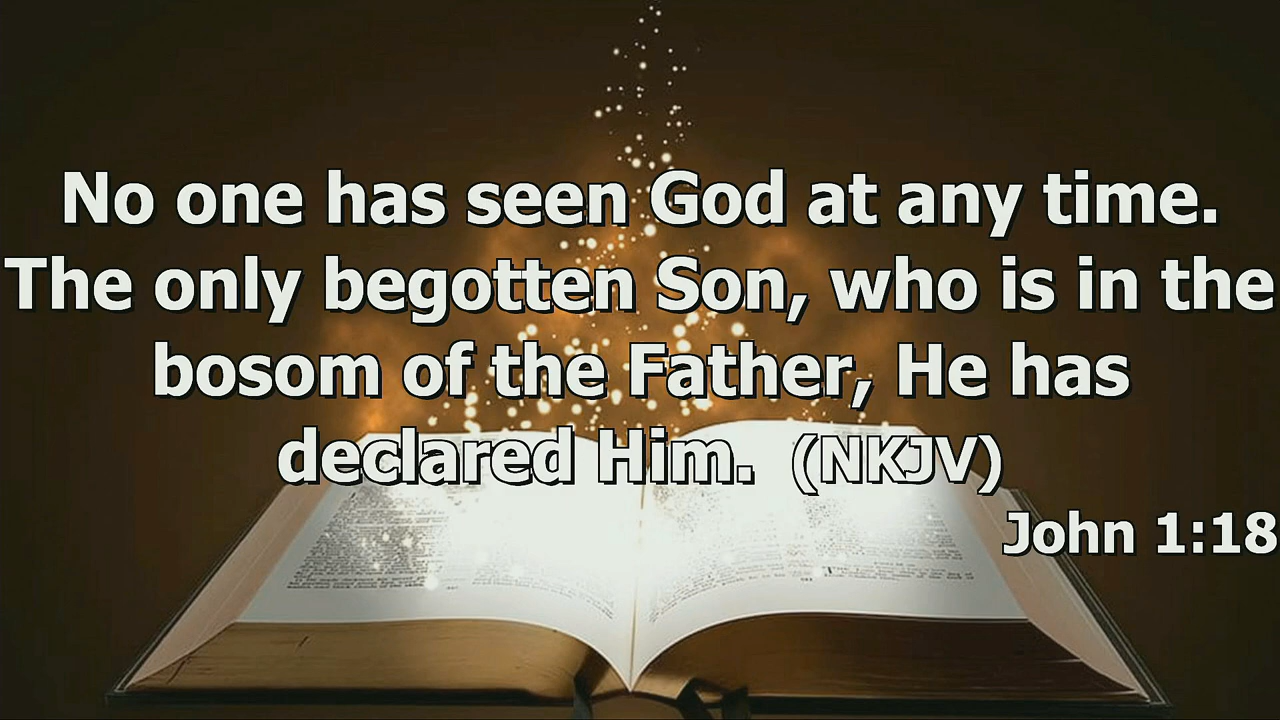 No one has seen God at any time.
The only begotten Son, who is in the
bosom of the Father, He has
declared Him. (NKJV)
John 1:18